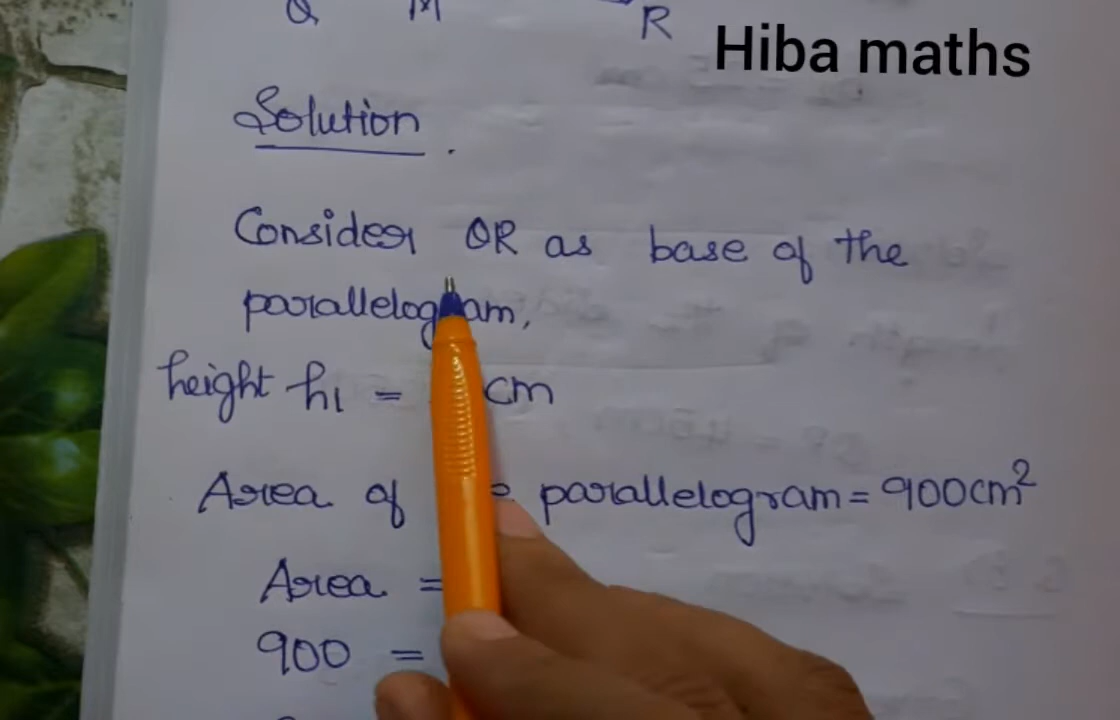 Q M R
Hiba maths
Solution.
Consider QR as base of the
parallelogram,
height h1 = cm
Area of parallelogram = 900cm²
Area =
900 =